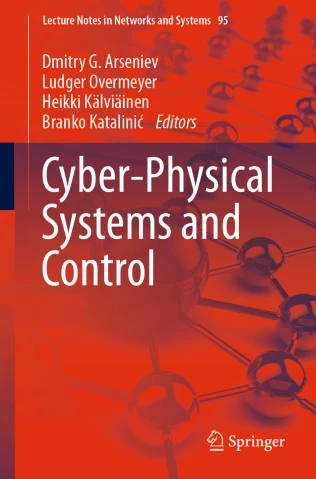 Lecture Notes in Networks and Systems 95
Dmitry G. Arseniev
Ludger Overmeyer
Heikki Kälviäinen
Branko Katalinić Editors
Cyber-Physical
Systems and
Control
Springer